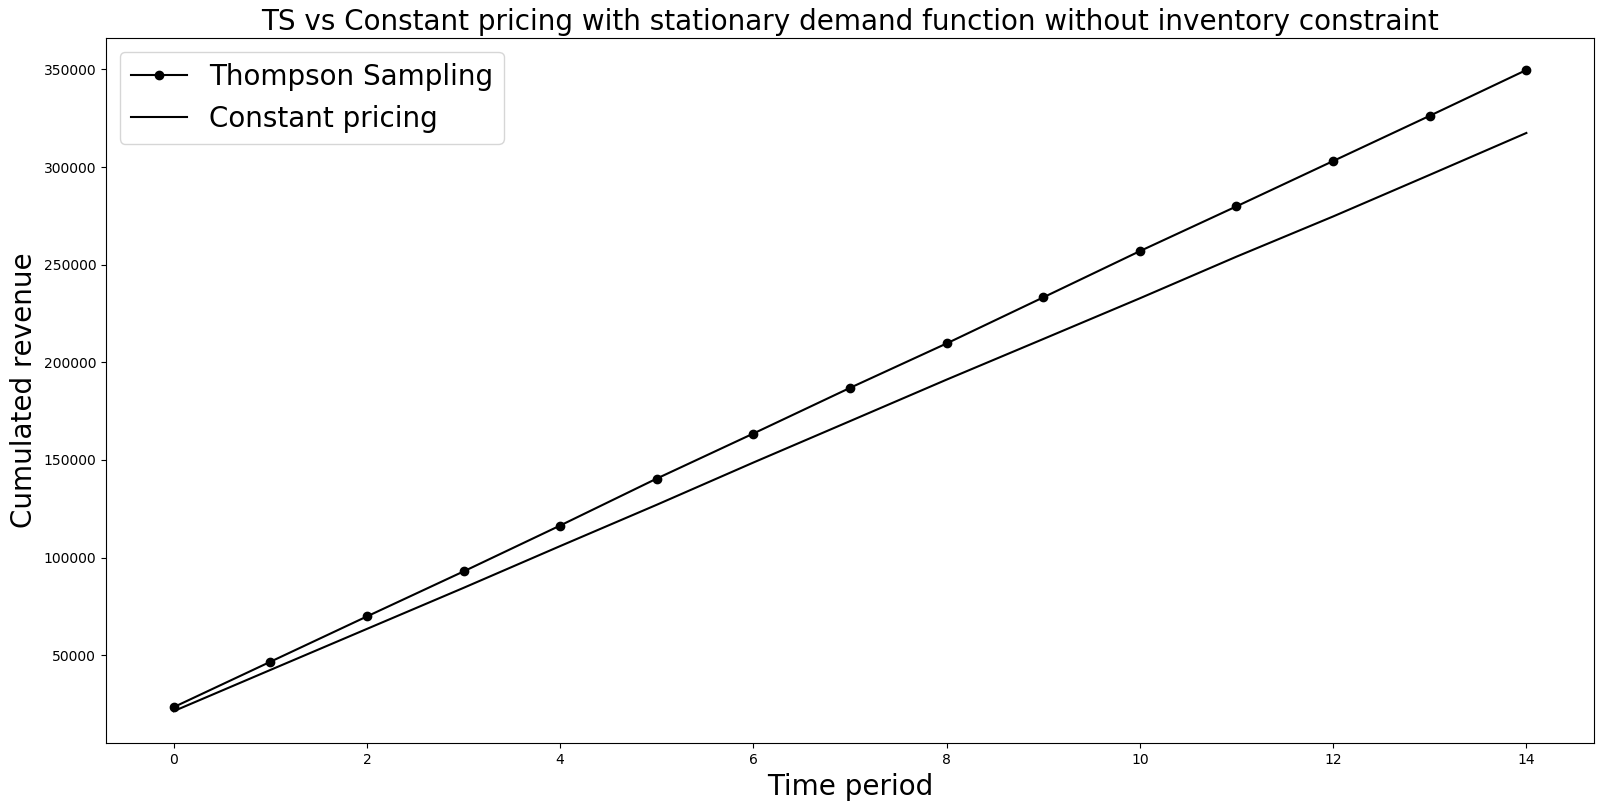 TS vs Constant pricing with stationary demand function without inventory constraint
Thompson Sampling
Constant pricing
Cumulated revenue
350000
300000
250000
200000
150000
100000
50000
0 2 4 6 8 10 12 14
Time period